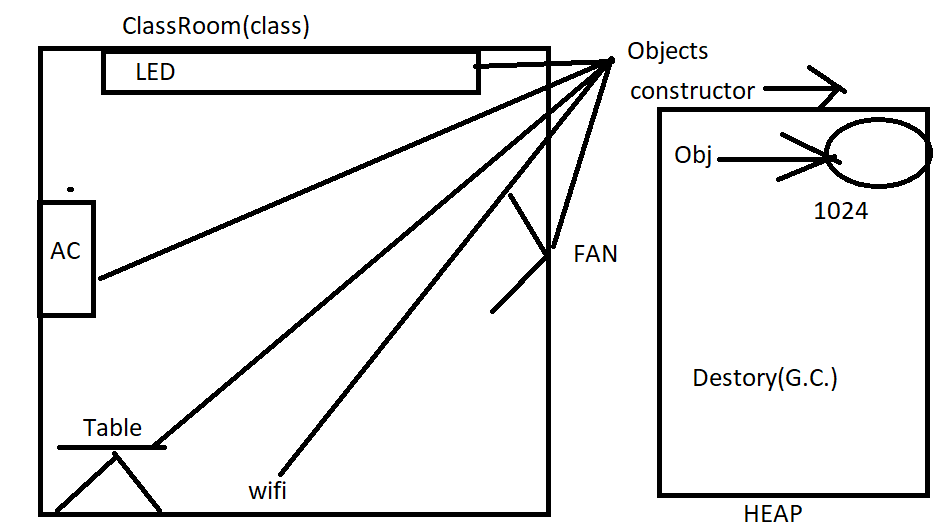 ClassRoom(class)
LED
Objects
constructor
Obj
1024
AC
FAN
Destory(G.C.)
Table
wifi
HEAP